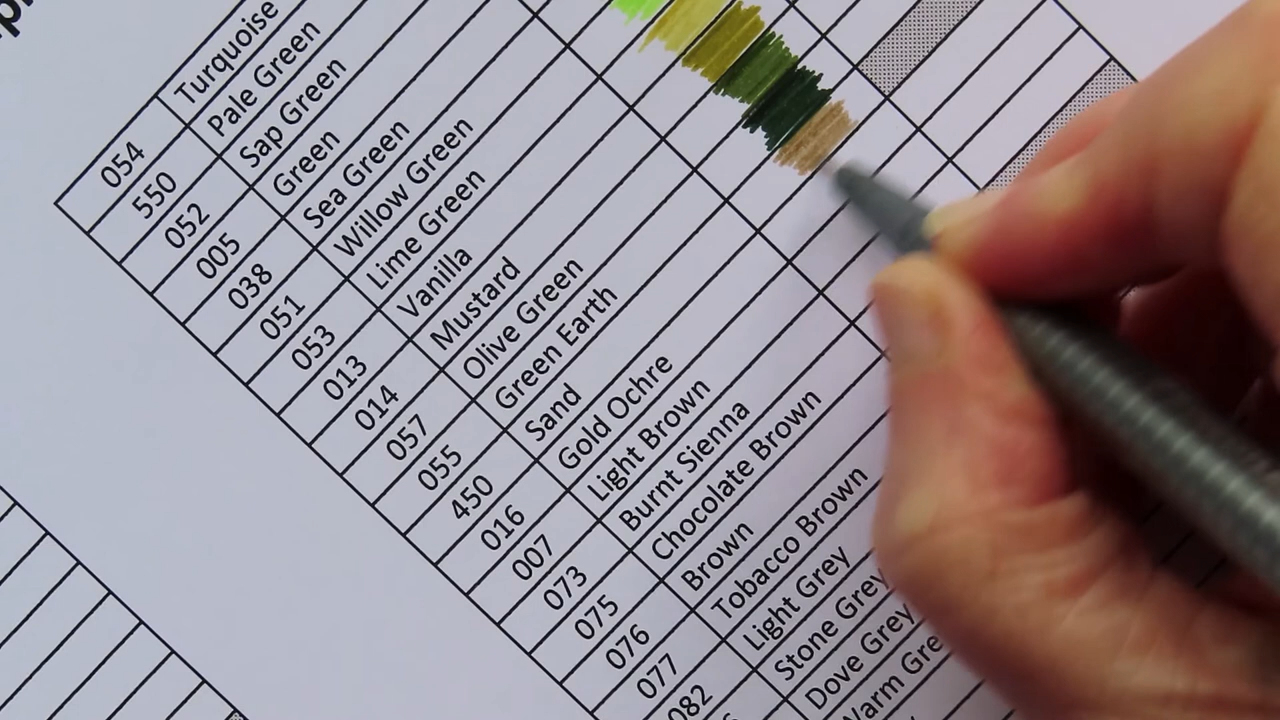 054 Turquoise
550 Pale Green
052 Sap Green
005 Green
038 Sea Green
051 Willow Green
053 Lime Green
013 Vanilla
014 Mustard
057 Olive Green
055 Green Earth
450 Sand
016 Gold Ochre
007 Light Brown
073 Burnt Sienna
075 Chocolate Brown
076 Brown
077 Tobacco Brown
082 Light Grey
Stone Grey
Dove Grey
Warm Gre